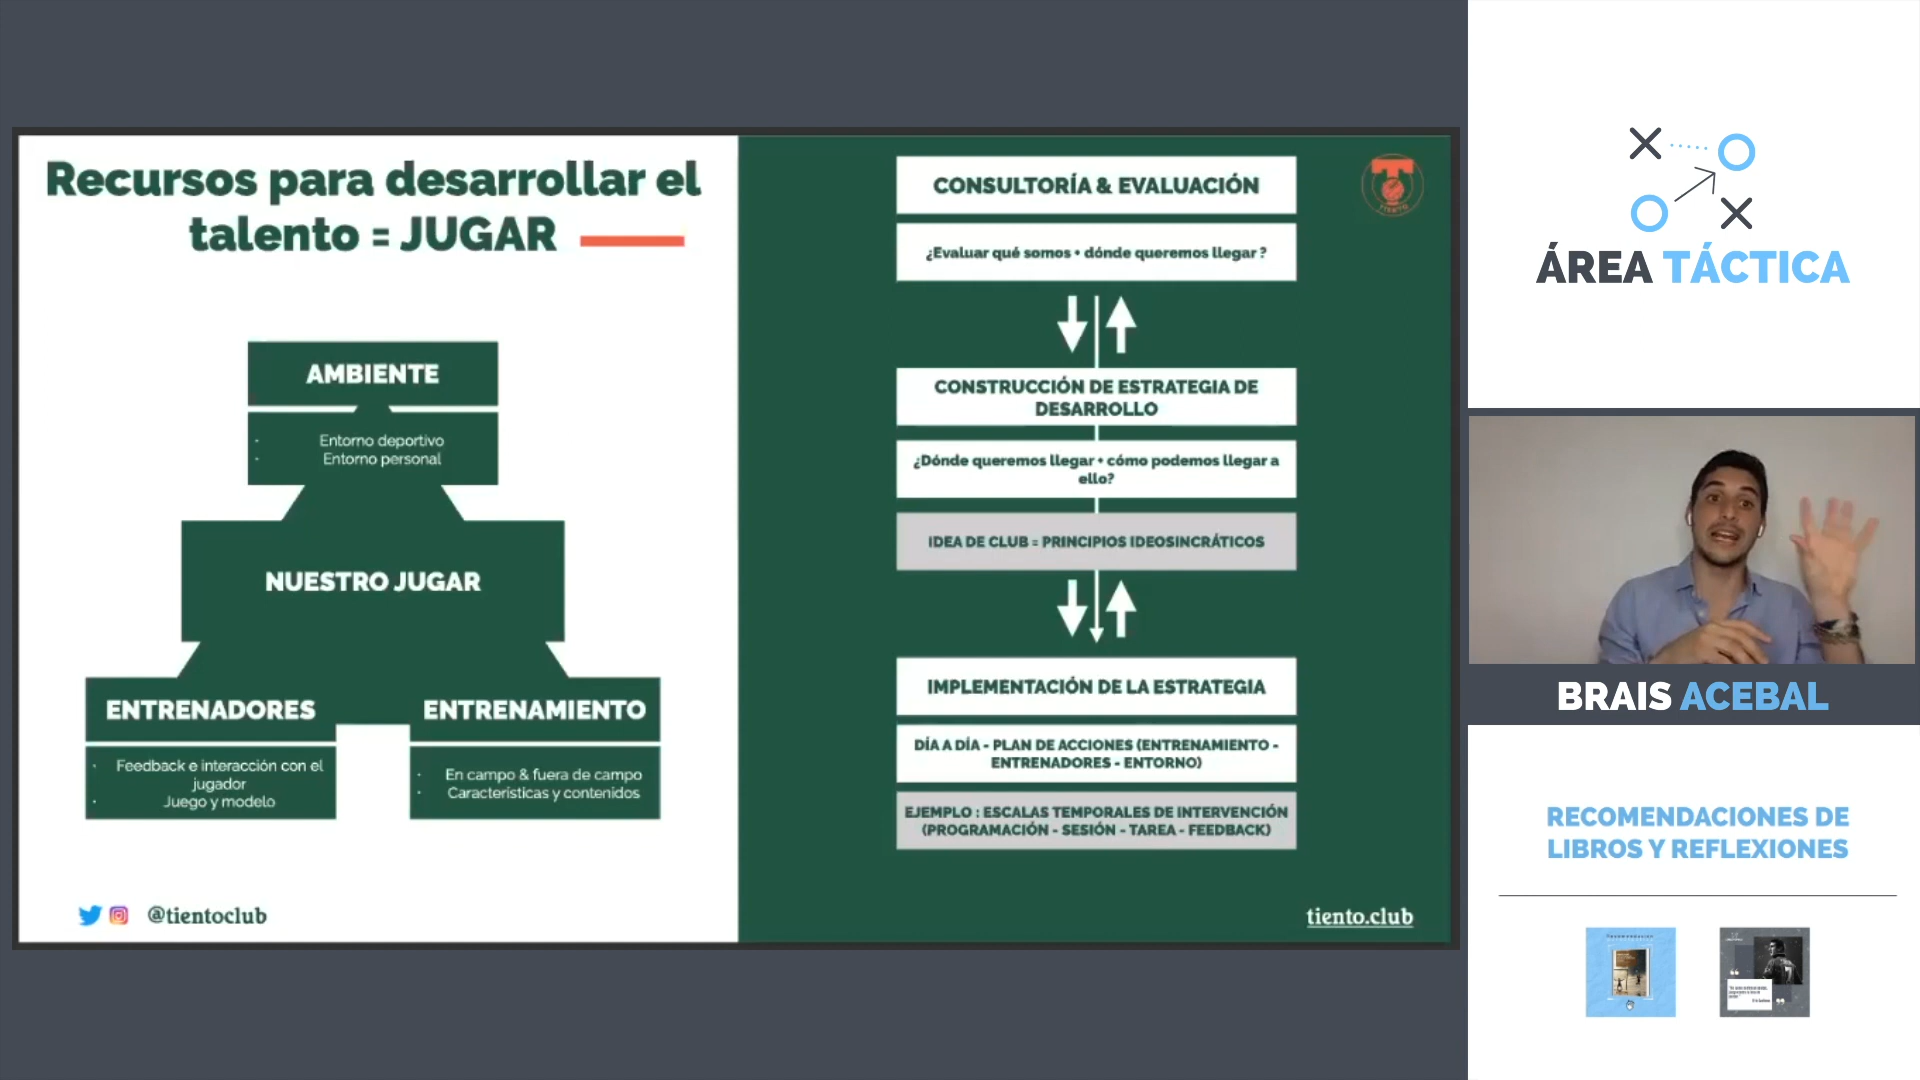 Recursos para desarrollar el
talento = JUGAR
AMBIENTE
Entorno deportivo
Entorno personal
NUESTRO JUGAR
ENTRENADORES
Feedback e interacción con el
jugador
Juego y modelo
ENTRENAMIENTO
En campo & fuera de campo
Características y contenidos
@tientoclub
CONSULTORÍA & EVALUACIÓN
¿Evaluar qué somos + dónde queremos llegar ?
CONSTRUCCIÓN DE ESTRATEGIA DE
DESARROLLO
¿Dónde queremos llegar + cómo podemos llegar a
ello?
IDEA DE CLUB = PRINCIPIOS IDEOSINCRÁTICOS
IMPLEMENTACIÓN DE LA ESTRATEGIA
DÍA A DÍA - PLAN DE ACCIONES (ENTRENAMIENTO -
ENTRENADORES - ENTORNO)
EJEMPLO : ESCALAS TEMPORALES DE INTERVENCIÓN
(PROGRAMACIÓN - SESIÓN - TAREA - FEEDBACK)
tiento.club
ÁREA TÁCTICA
BRAIS ACEBAL
RECOMENDACIONES DE
LIBROS Y REFLEXIONES